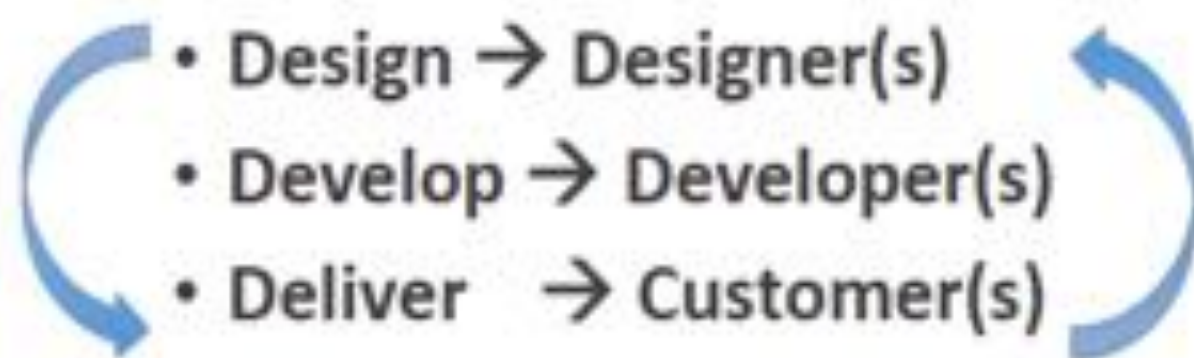 • Design → Designer(s)
• Develop → Developer(s)
• Deliver → Customer(s)